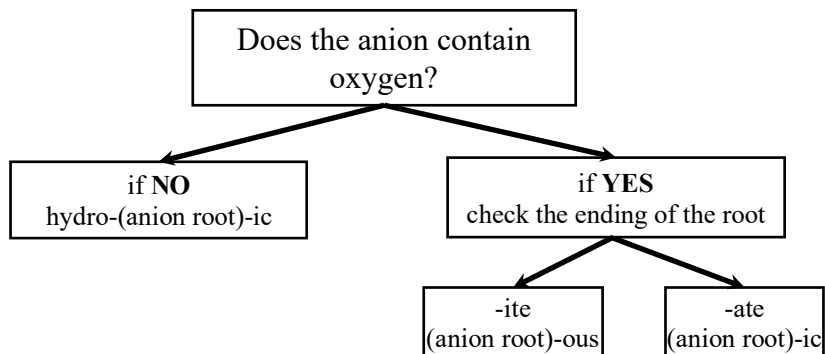 Does the anion contain
oxygen?
if NO
hydro-(anion root)-ic
if YES
check the ending of the root
-ite
(anion root)-ous
-ate
(anion root)-ic